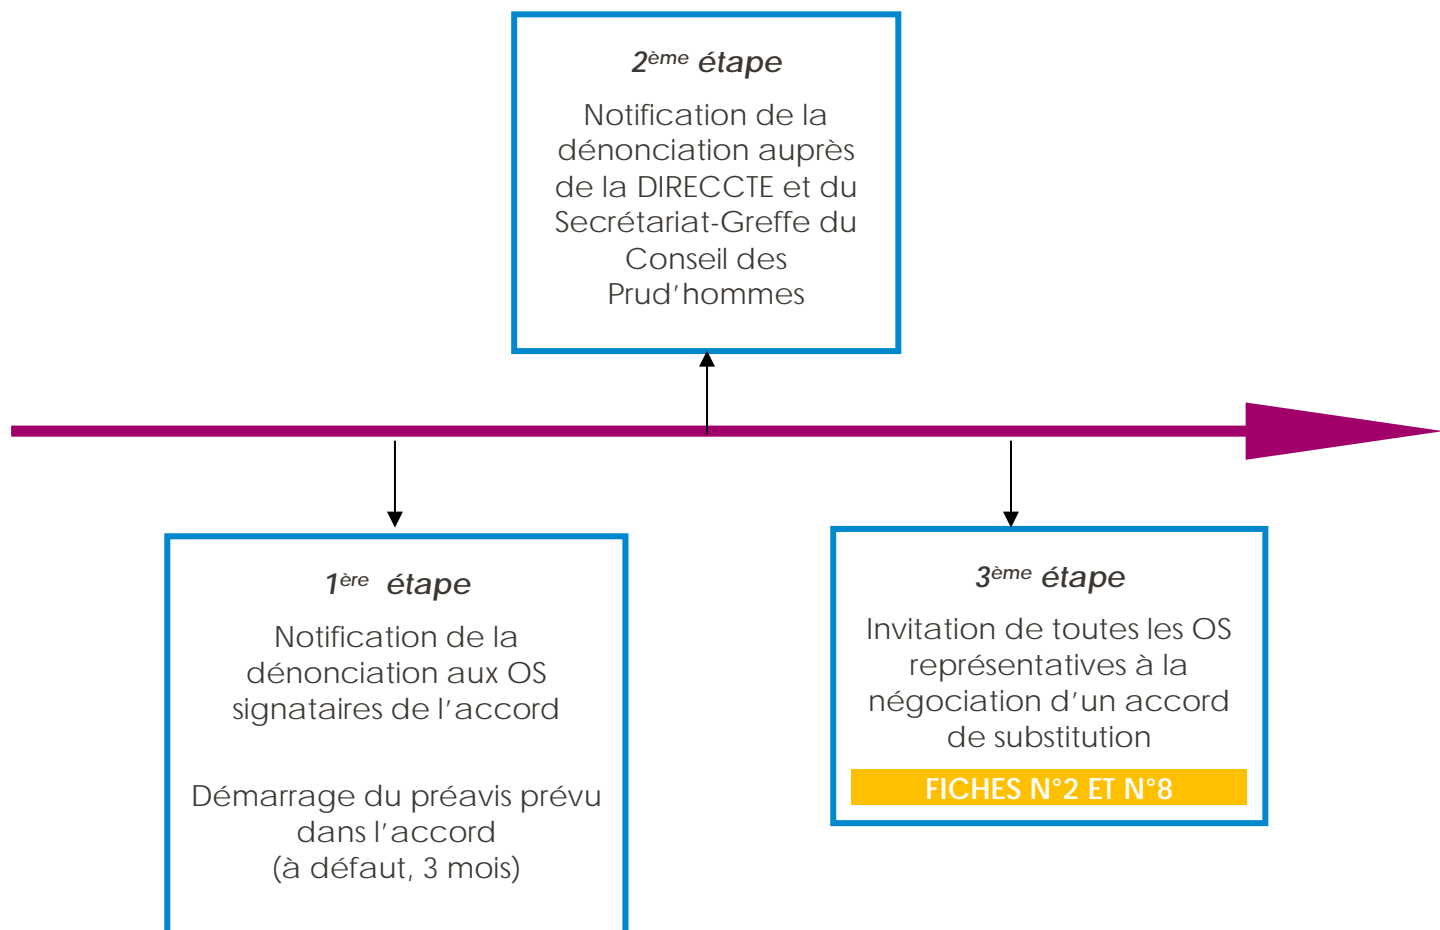 2ème étape
Notification de la
dénonciation auprès
de la DIRECCTE et du
Secrétariat-Greffe du
Conseil des
Prud’hommes
1ère étape
Notification de la
dénonciation aux OS
signataires de l’accord
Démarrage du préavis prévu
dans l’accord
(à défaut, 3 mois)
3ème étape
Invitation de toutes les OS
représentatives à la
négociation d’un accord
de substitution
FICHES N°2 ET N°8